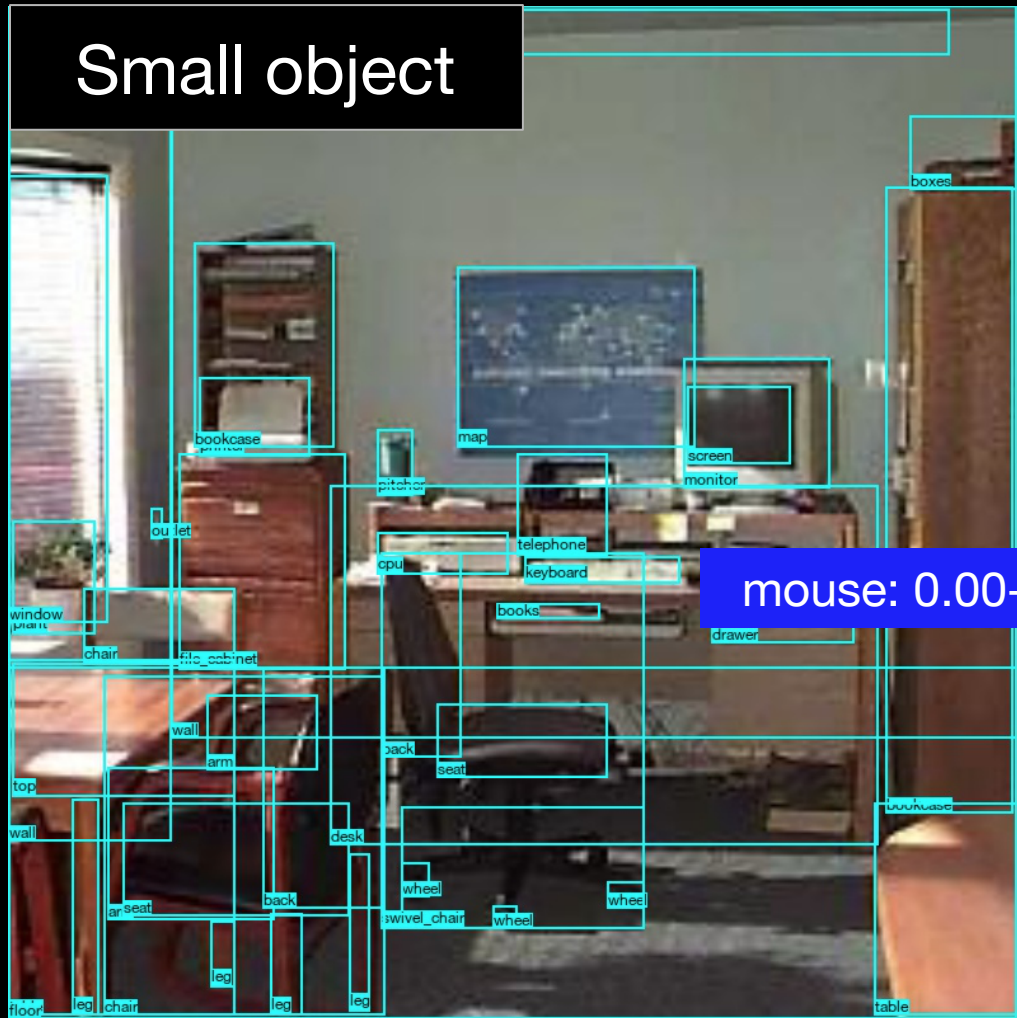 Small object
boxes
bookcase
printer
map
screen
monitor
pitcher
outlet
telephone
cpu
keyboard
window
plant
books
mouse: 0.00-
drawer
chair
file_cabinet
wall
back
arm
seat
top
bookcase
wall
desk
wheel
wheel
back
seat
swivel_chair
wheel
leg
leg
floor
leg
chair
leg
table